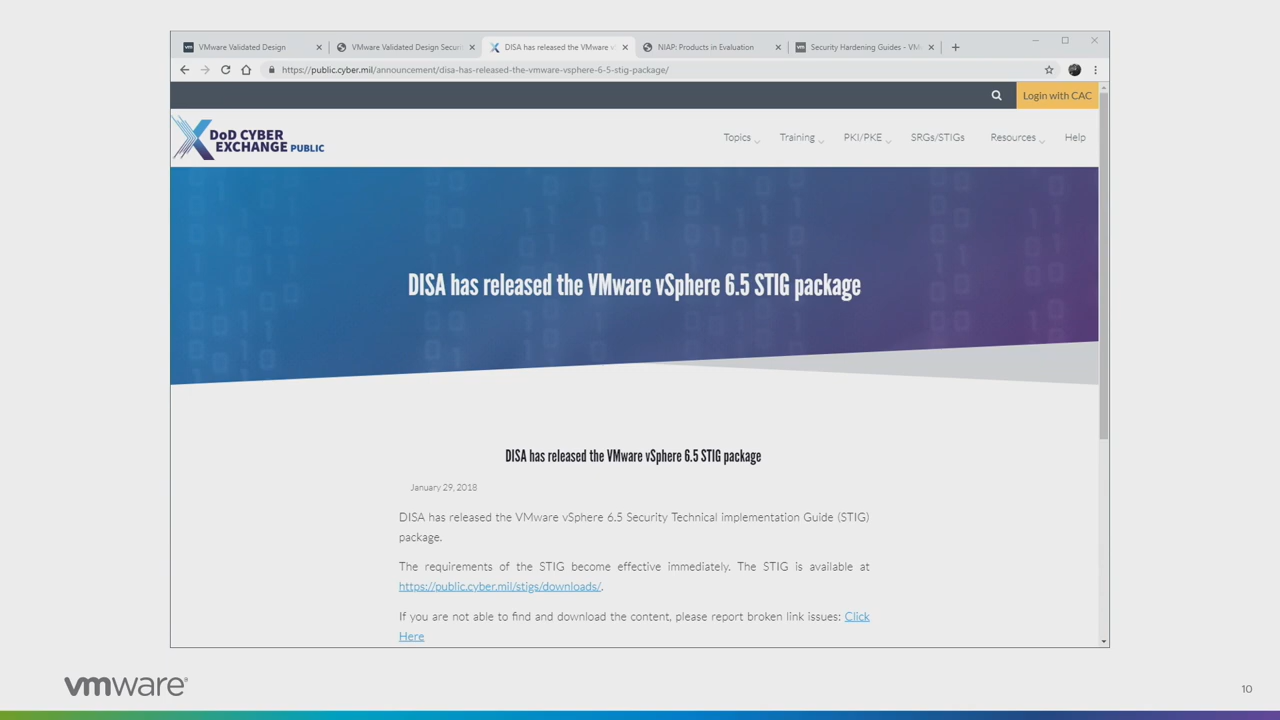 VMware Validated Design
VMware Validated Design Secur
DISA has released the VMware v
NIAP: Products in Evaluation
Security Hardening Guides - VM
https://public.cyber.mil/announcement/disa-has-released-the-vmware-vsphere-6-5-stig-package/
Login with CAC
DoD CYBER
EXCHANGE PUBLIC
Topics
Training
PKI/PKE
SRGs/STIGs
Resources
Help
DISA has released the VMware vSphere 6.5 STIG package
DISA has released the VMware vSphere 6.5 STIG package
January 29, 2018
DISA has released the VMware vSphere 6.5 Security Technical implementation Guide (STIG)
package.
The requirements of the STIG become effective immediately. The STIG is available at
https://public.cyber.mil/stigs/downloads/.
If you are not able to find and download the content, please report broken link issues: Click
Here
vmware®
10